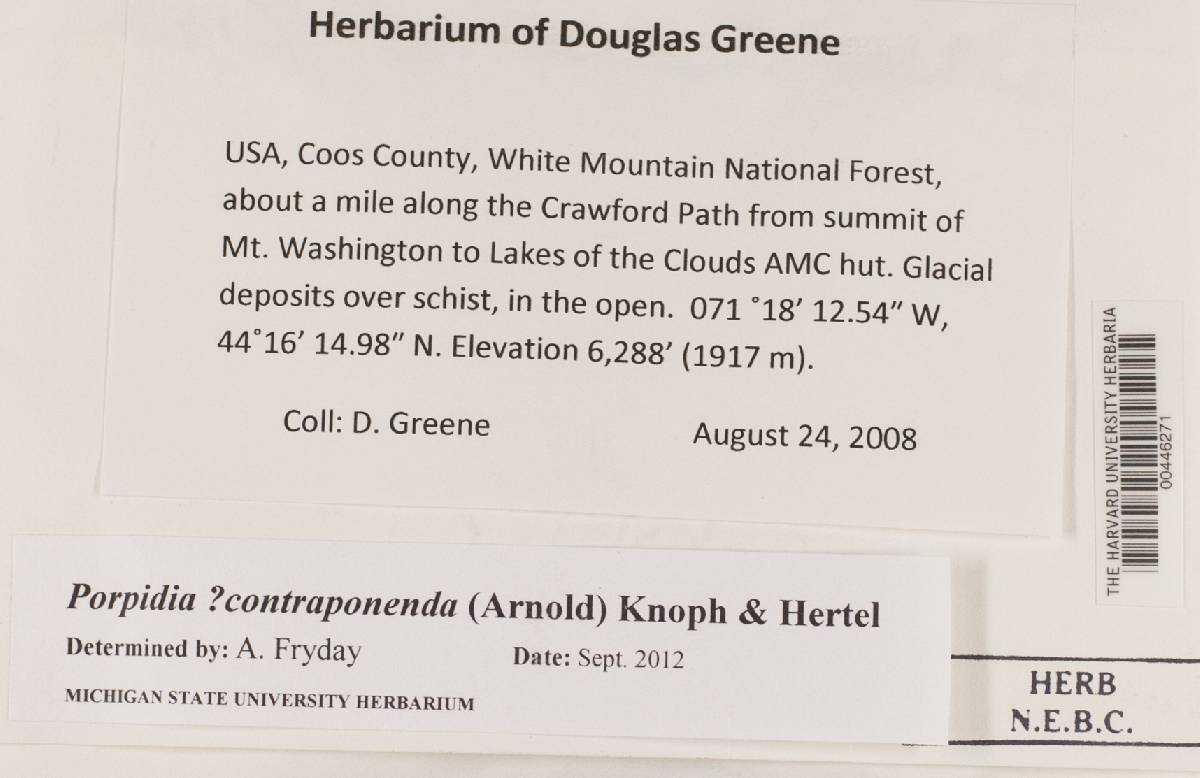 Herbarium of Douglas Greene
USA, Coos County, White Mountain National Forest,
about a mile along the Crawford Path from summit of
Mt. Washington to Lakes of the Clouds AMC hut. Glacial
deposits over schist, in the open. 071 °18′ 12.54″ W,
44°16′ 14.98″ N. Elevation 6,288′ (1917 m).
Coll: D. Greene August 24, 2008
THE HARVARD UNIVERSITY HERBARIA
00446271
Porpidia ?contraponenda (Arnold) Knoph & Hertel
Determined by: A. Fryday Date: Sept. 2012
MICHIGAN STATE UNIVERSITY HERBARIUM
HERB
N.E.B.C.